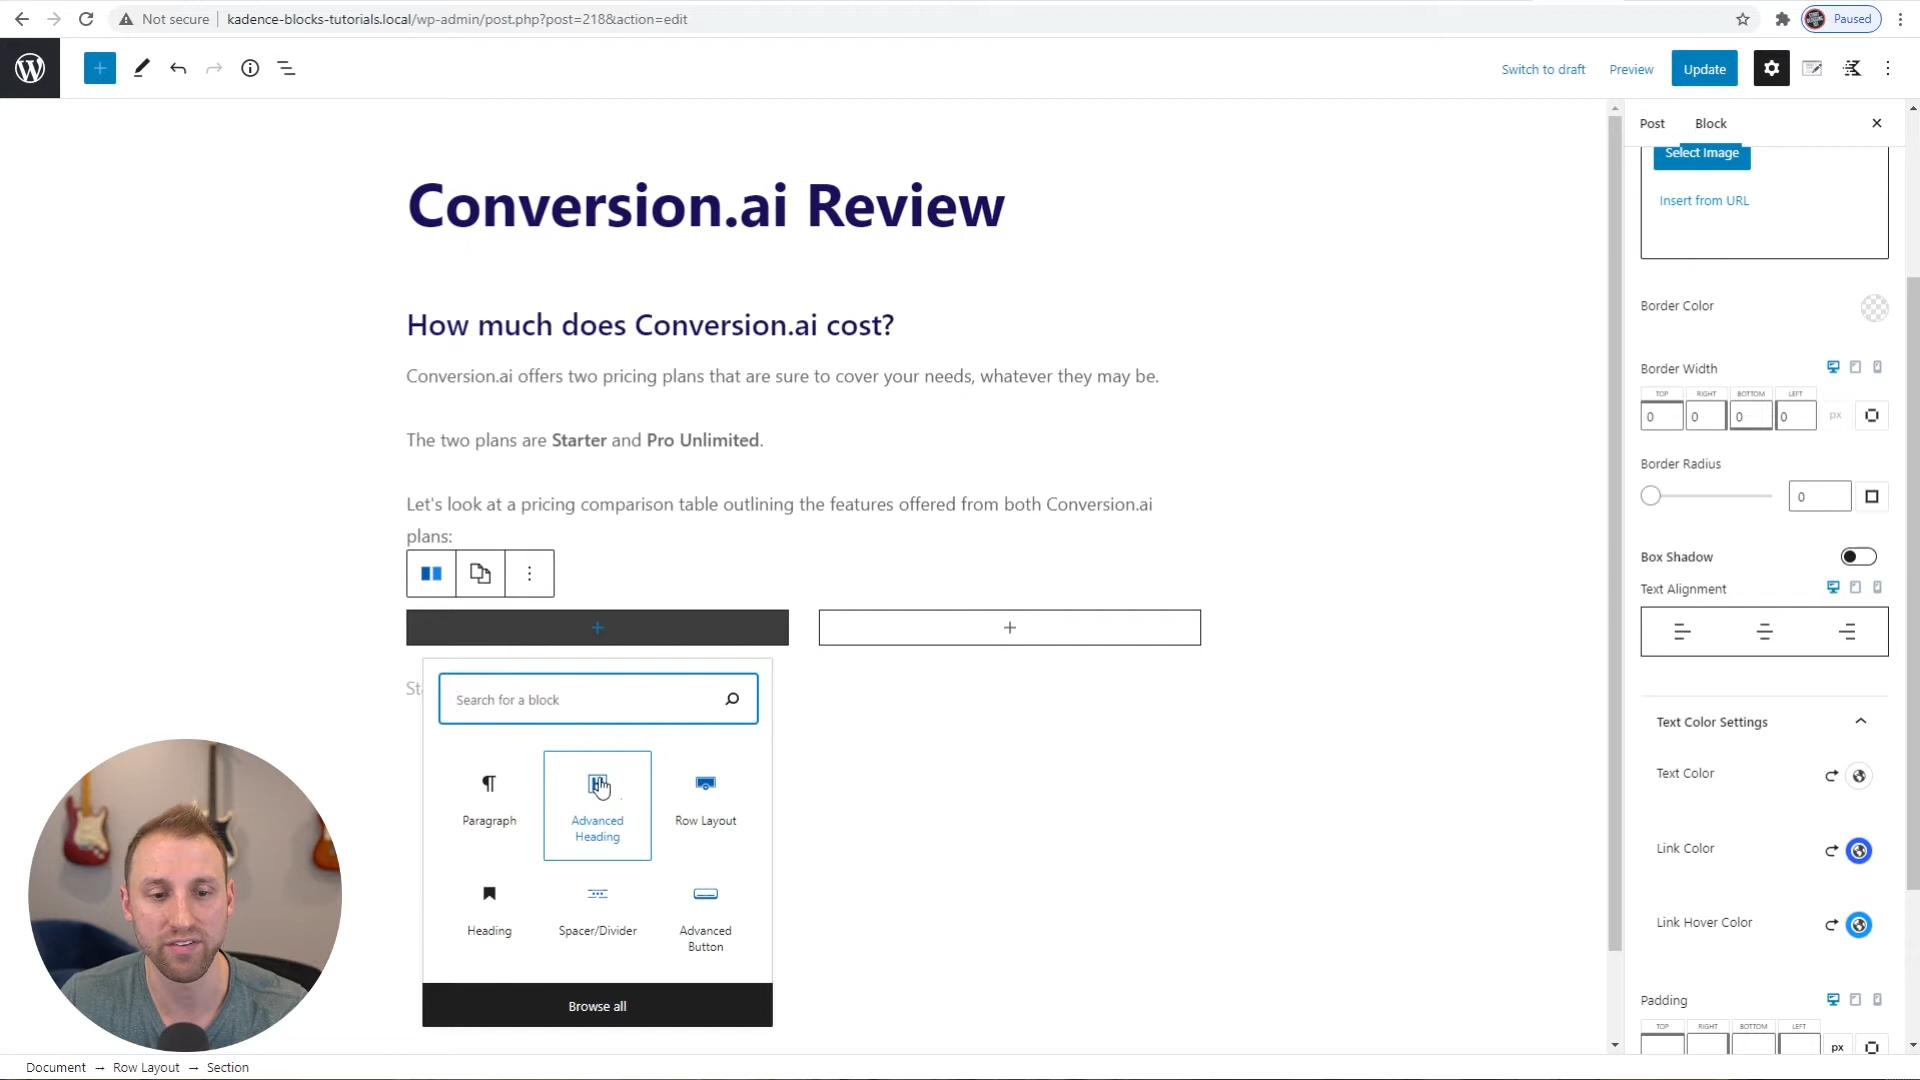 Not secure
kadence-blocks-tutorials.local/wp-admin/post.php?post=218&action=edit
Paused
Switch to draft
Preview
Update
Post
Block
Select Image
Insert from URL
Conversion.ai Review
How much does Conversion.ai cost?
Conversion.ai offers two pricing plans that are sure to cover your needs, whatever they may be.
The two plans are Starter and Pro Unlimited.
Let's look at a pricing comparison table outlining the features offered from both Conversion.ai
plans:
Border Color
Border Width
TOP RIGHT BOTTOM LEFT
0 0 0 0 px
Border Radius
0
Box Shadow
Text Alignment
St
Search for a block
Paragraph
Advanced
Heading
Row Layout
Heading
Spacer/Divider
Advanced
Button
Browse all
Text Color Settings
Text Color
Link Color
Link Hover Color
Padding
TOP RIGHT BOTTOM LEFT
px
Document → Row Layout → Section